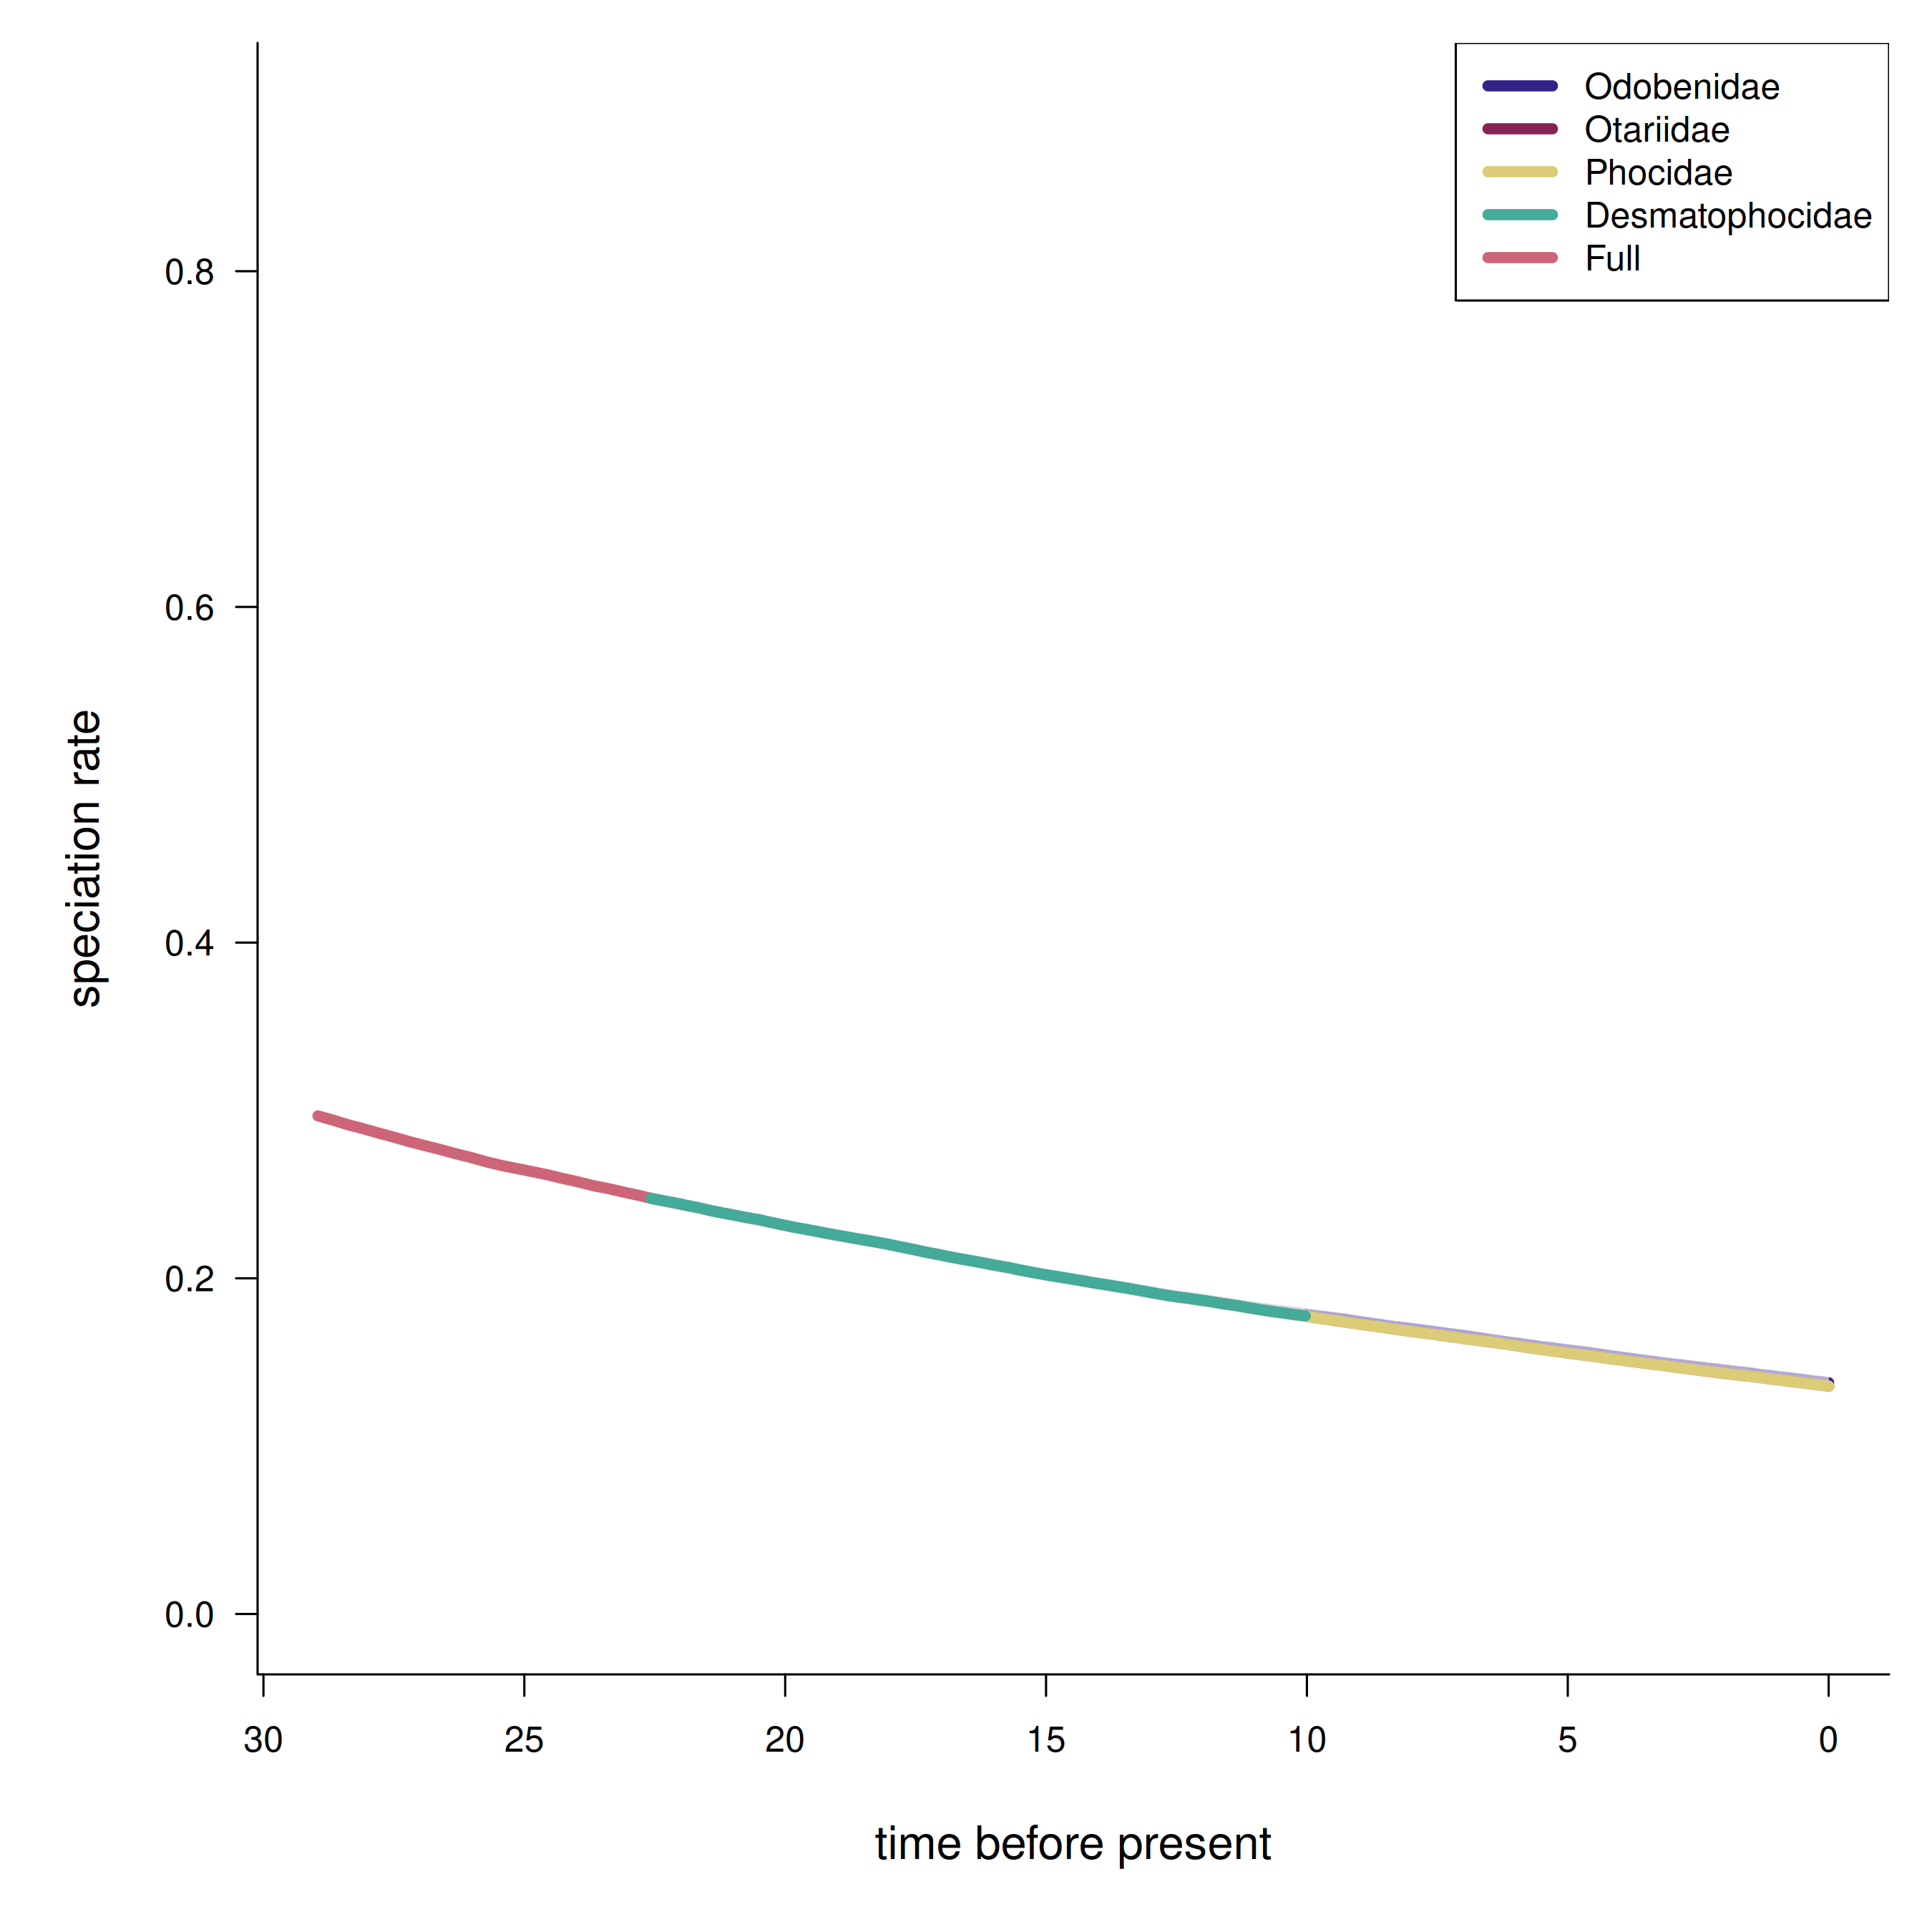 Odobenidae
Otariidae
Phocidae
Desmatophocidae
Full
speciation rate
0.8
0.6
0.4
0.2
0.0
30 25 20 15 10 5 0
time before present